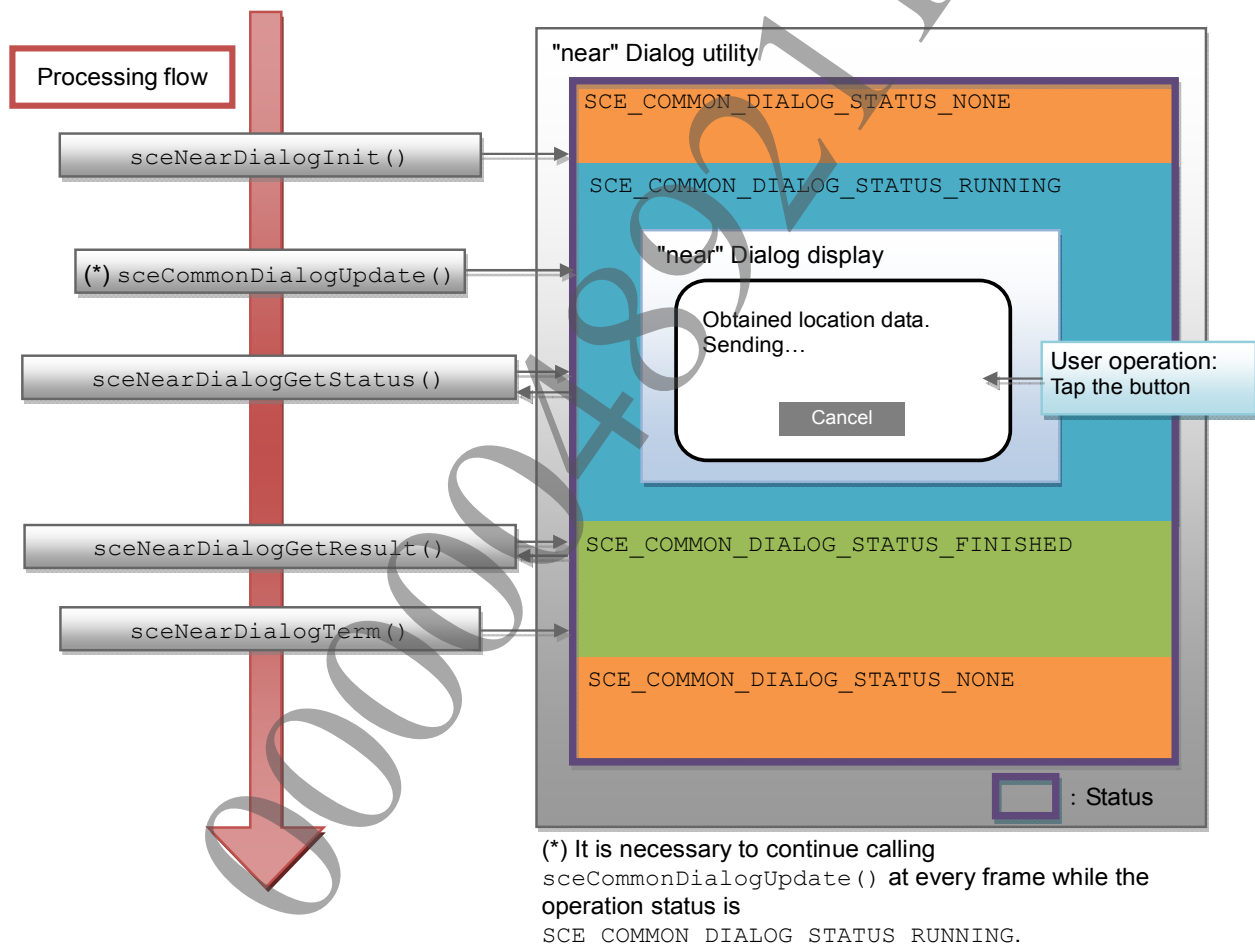 Processing flow
"near" Dialog utility
SCE_COMMON_DIALOG_STATUS_NONE
sceNearDialogInit()
SCE_COMMON_DIALOG_STATUS_RUNNING
(*) sceCommonDialogUpdate()
"near" Dialog display
Obtained location data.
Sending…
Cancel
User operation:
Tap the button
sceNearDialogGetStatus()
sceNearDialogGetResult()
SCE_COMMON_DIALOG_STATUS_FINISHED
sceNearDialogTerm()
SCE_COMMON_DIALOG_STATUS_NONE
: Status
(*) It is necessary to continue calling
sceCommonDialogUpdate() at every frame while the
operation status is
SCE_COMMON_DIALOG_STATUS_RUNNING.